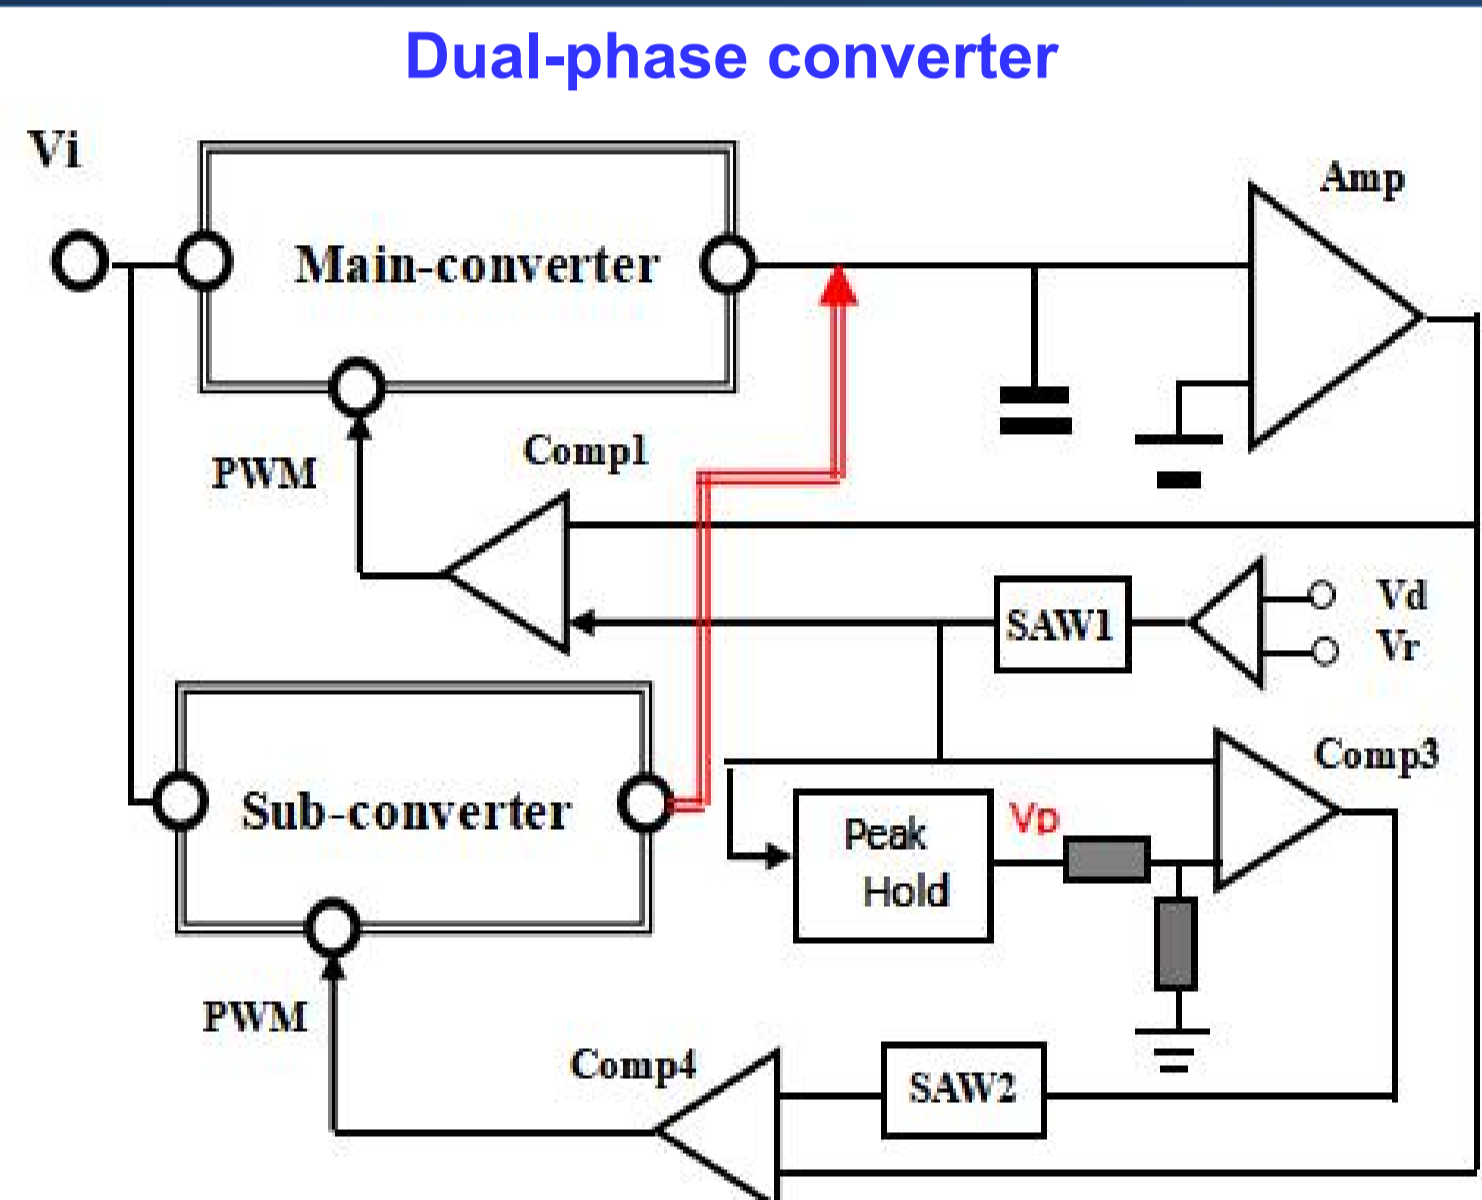 Dual-phase converter
Vi
Amp
Main-converter
PWM
Comp1
Vd
SAW1
Vr
Comp3
Sub-converter
Vp
Peak
Hold
PWM
Comp4
SAW2